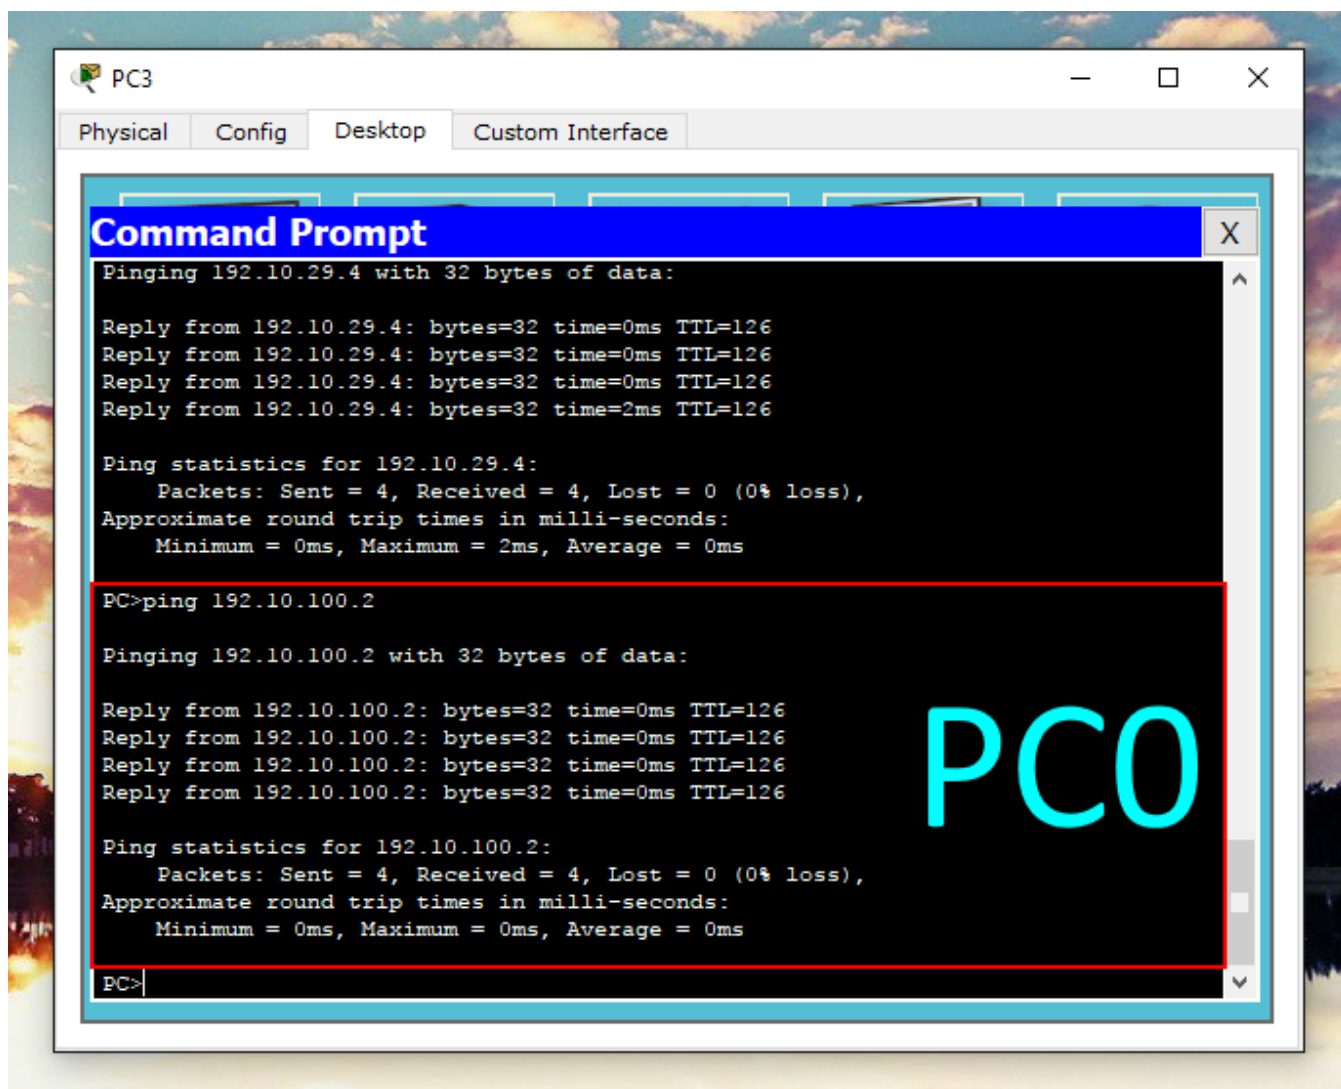 PC3
Physical Config Desktop Custom Interface
Command Prompt X
Pinging 192.10.29.4 with 32 bytes of data:
Reply from 192.10.29.4: bytes=32 time=0ms TTL=126
Reply from 192.10.29.4: bytes=32 time=0ms TTL=126
Reply from 192.10.29.4: bytes=32 time=0ms TTL=126
Reply from 192.10.29.4: bytes=32 time=2ms TTL=126
Ping statistics for 192.10.29.4:
Packets: Sent = 4, Received = 4, Lost = 0 (0% loss),
Approximate round trip times in milli-seconds:
Minimum = 0ms, Maximum = 2ms, Average = 0ms
PC>ping 192.10.100.2
Pinging 192.10.100.2 with 32 bytes of data:
Reply from 192.10.100.2: bytes=32 time=0ms TTL=126
Reply from 192.10.100.2: bytes=32 time=0ms TTL=126
Reply from 192.10.100.2: bytes=32 time=0ms TTL=126
Reply from 192.10.100.2: bytes=32 time=0ms TTL=126
PC0
Ping statistics for 192.10.100.2:
Packets: Sent = 4, Received = 4, Lost = 0 (0% loss),
Approximate round trip times in milli-seconds:
Minimum = 0ms, Maximum = 0ms, Average = 0ms
PC>